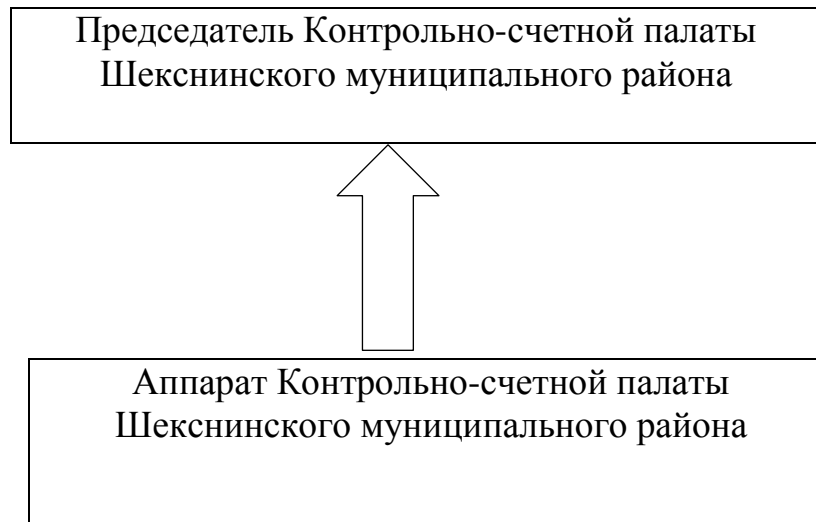 Председатель Контрольно-счетной палаты
Шекснинского муниципального района
Аппарат Контрольно-счетной палаты
Шекснинского муниципального района